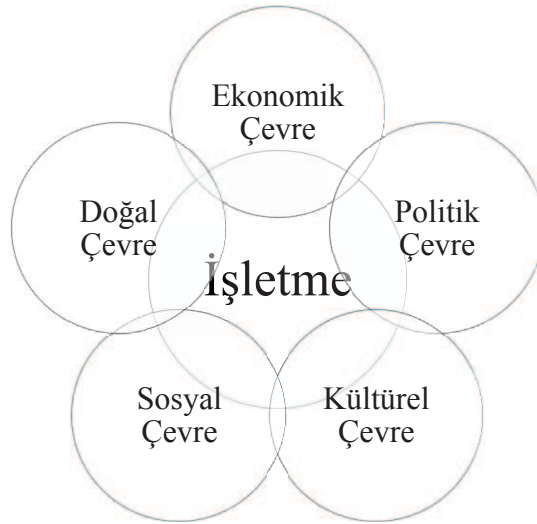 Ekonomik
Çevre
Doğal
Çevre
Politik
Çevre
İşletme
Sosyal
Çevre
Kültürel
Çevre